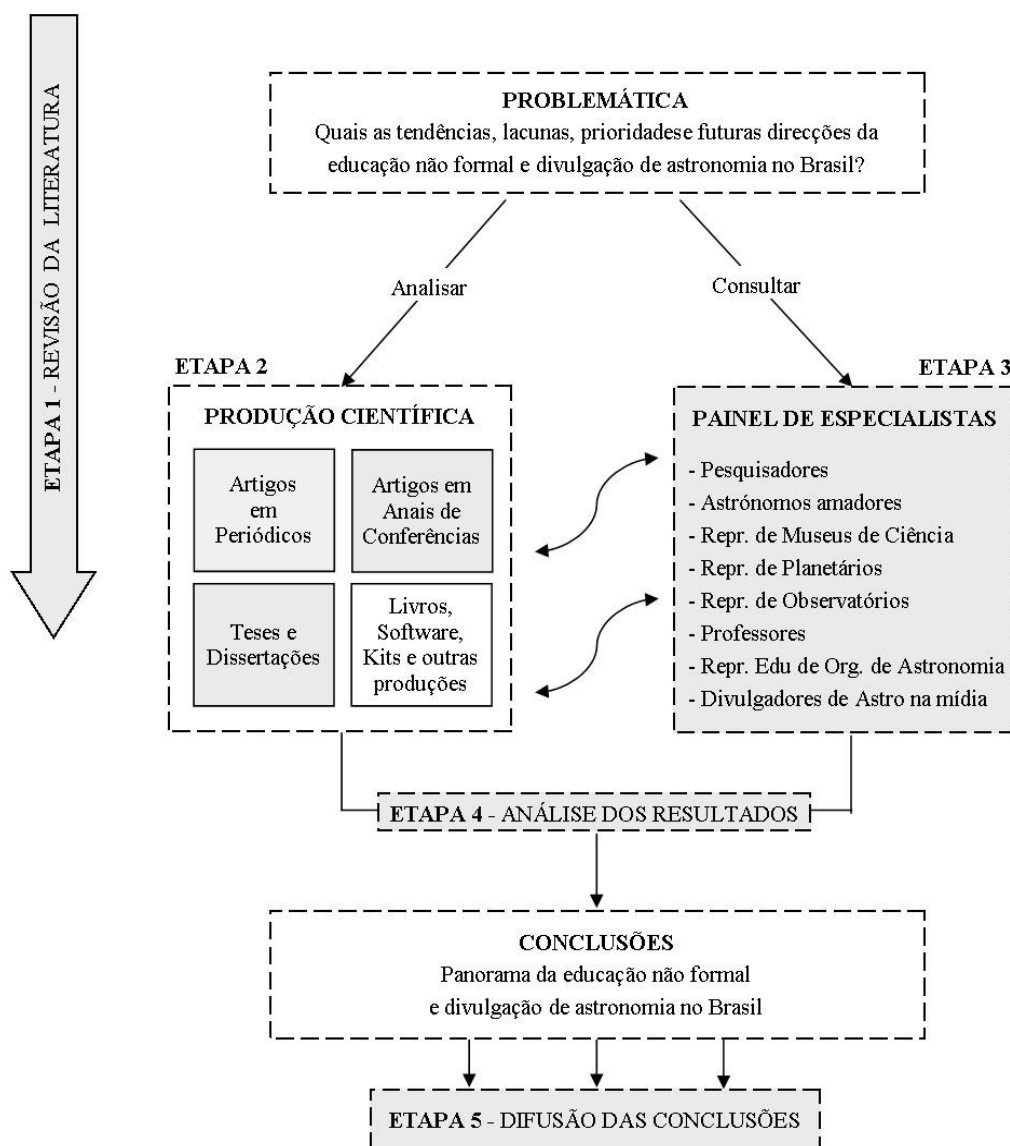 ETAPA 1 - REVISÃO DA LITERATURA
PROBLEMÁTICA
Quais as tendências, lacunas, prioridadese futuras direcções da
educação não formal e divulgação de astronomia no Brasil?
Analisar
Consultar
ETAPA 2
PRODUÇÃO CIENTÍFICA
Artigos
em
Periódicos
Artigos em
Anais de
Conferências
Teses e
Dissertações
Livros,
Software,
Kits e outras
produções
ETAPA 3
PAINEL DE ESPECIALISTAS
- Pesquisadores
- Astrónomos amadores
- Repr. de Museus de Ciência
- Repr. de Planetários
- Repr. de Observatórios
- Professores
- Repr. Edu de Org. de Astronomia
- Divulgadores de Astro na mídia
ETAPA 4 - ANÁLISE DOS RESULTADOS
CONCLUSÕES
Panorama da educação não formal
e divulgação de astronomia no Brasil
ETAPA 5 - DIFUSÃO DAS CONCLUSÕES